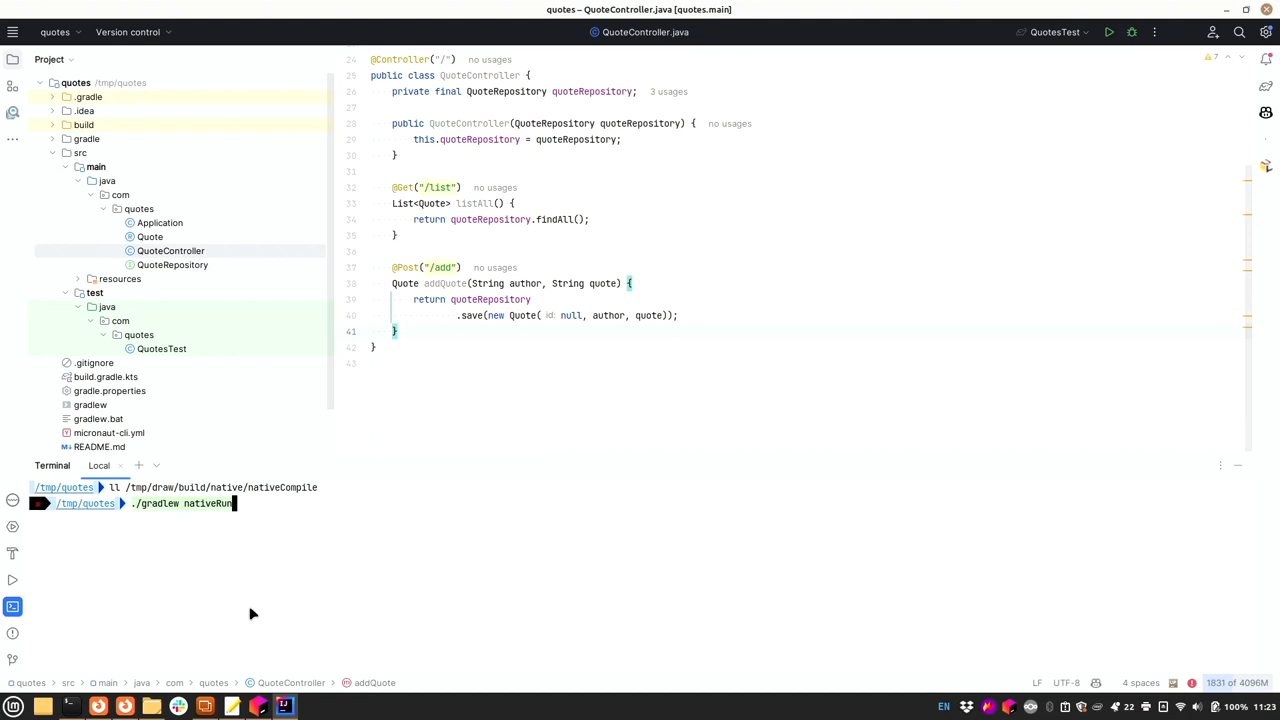 quotes – QuoteController.java [quotes.main]
quotes
Version control
QuoteController.java
QuotesTest
Project
quotes /tmp/quotes
.gradle
.idea
build
gradle
src
main
java
com
quotes
Application
Quote
QuoteController
QuoteRepository
resources
test
java
com
quotes
QuotesTest
.gitignore
build.gradle.kts
gradle.properties
gradlew
gradlew.bat
micronaut-cli.yml
README.md
24 @Controller("/") no usages
25 public class QuoteController {
26 private final QuoteRepository quoteRepository; 3 usages
27
28 public QuoteController(QuoteRepository quoteRepository) { no usages
29 this.quoteRepository = quoteRepository;
30 }
31
32 @Get("/list") no usages
33 List<Quote> listAll() {
34 return quoteRepository.findAll();
35 }
36
37 @Post("/add") no usages
38 Quote addQuote(String author, String quote) {
39 return quoteRepository
40 .save(new Quote( id: null, author, quote));
41 }
42 }
43
7
Terminal Local
/tmp/quotes ll /tmp/draw/build/native/nativeCompile
/tmp/quotes ./gradlew nativeRun
quotes > src > main > java > com > quotes > QuoteController > addQuote
LF UTF-8 4 spaces 1831 of 4096M
EN 22 100% 11:23